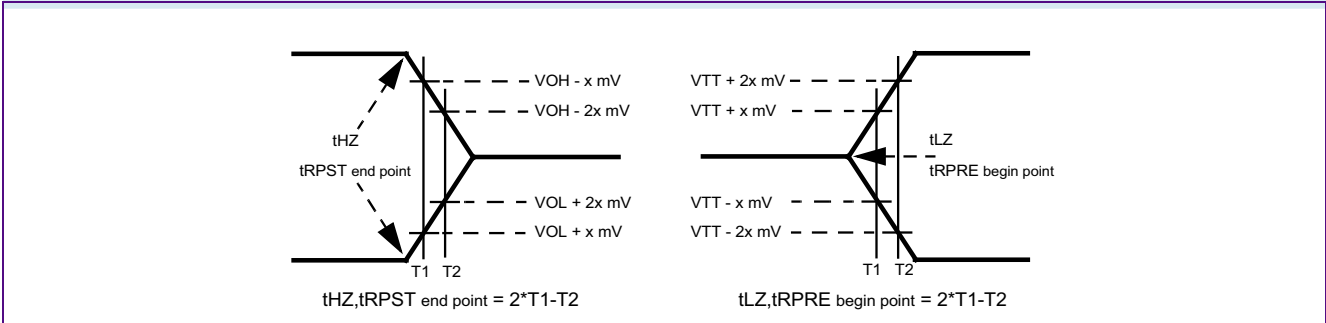 VOH - x mV
VOH - 2x mV
tHZ
tRPST end point
VOL + 2x mV
VOL + x mV
T1 T2
tHZ,tRPST end point = 2*T1-T2
VTT + 2x mV
VTT + x mV
tLZ
tRPRE begin point
VTT - x mV
VTT - 2x mV
T1 T2
tLZ,tRPRE begin point = 2*T1-T2